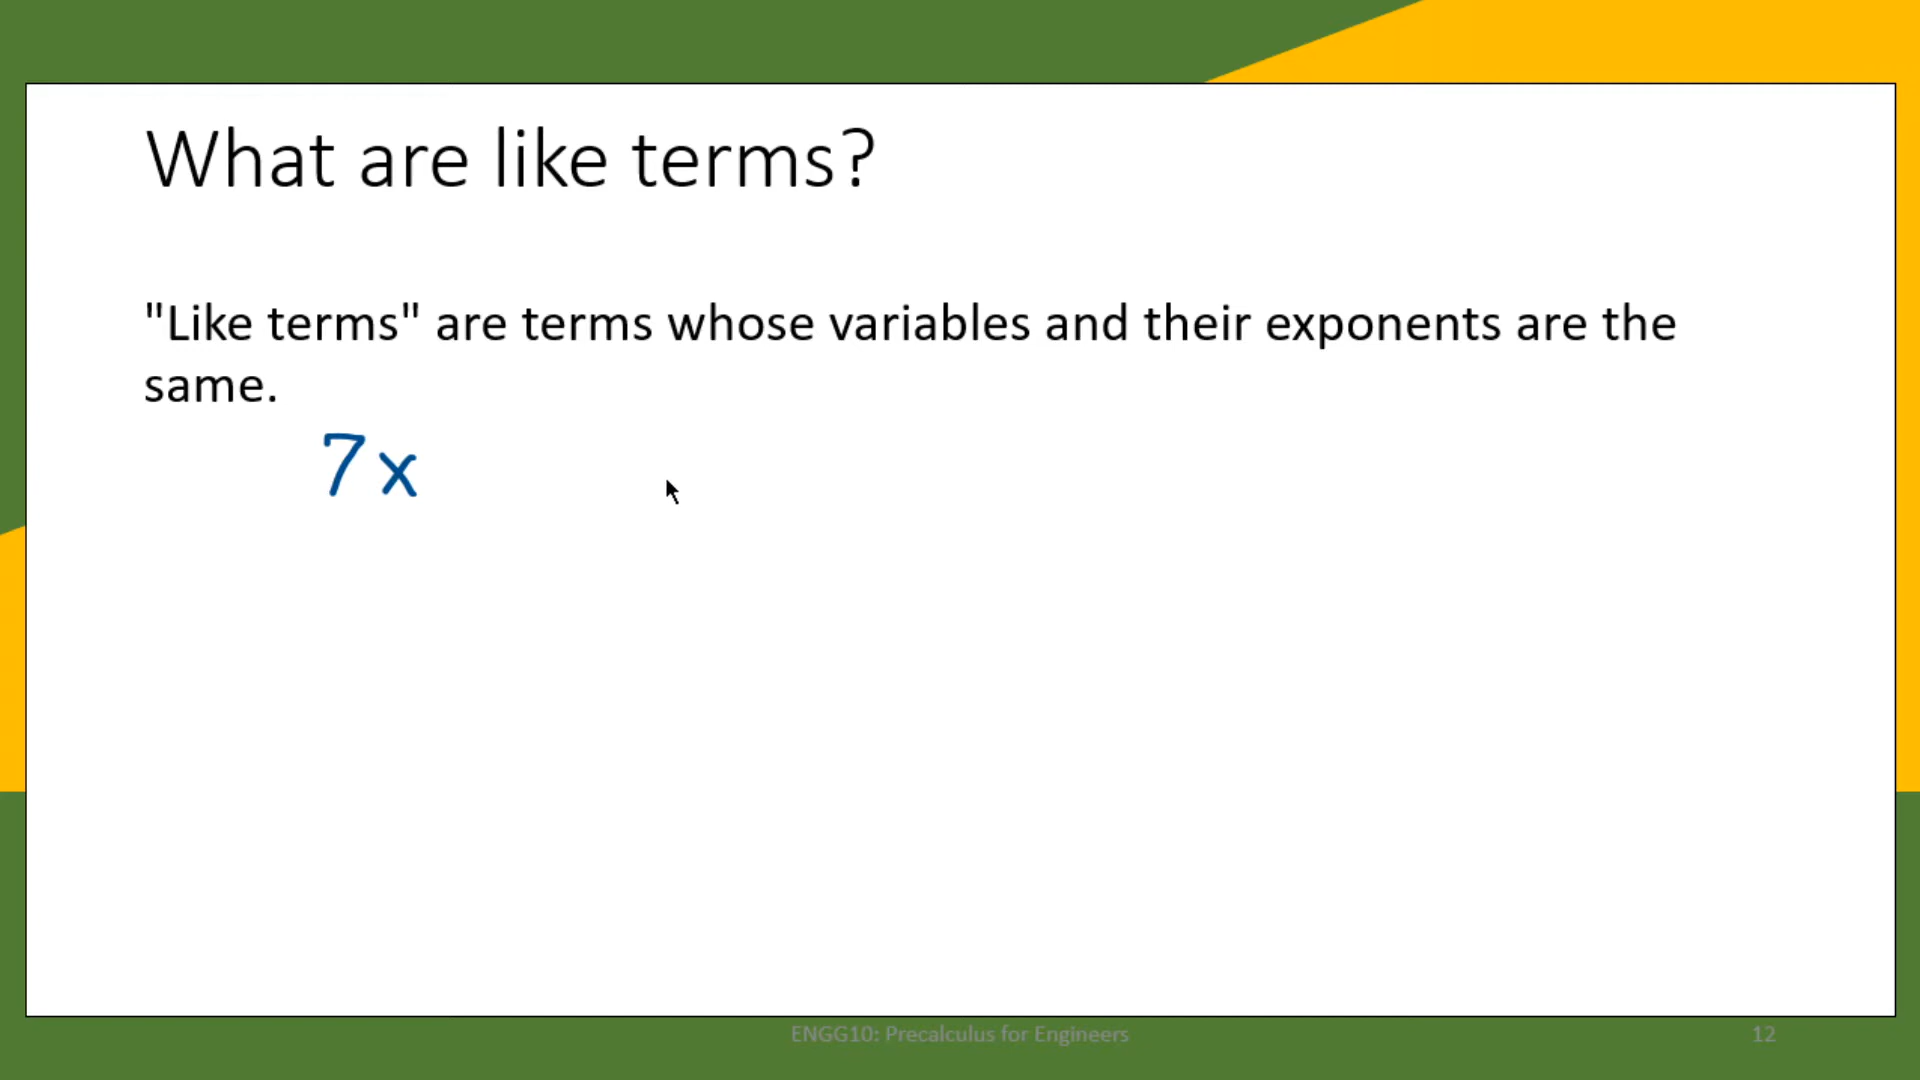 What are like terms?
"Like terms" are terms whose variables and their exponents are the
same.
7x
ENGG10: Precalculus for Engineers
12